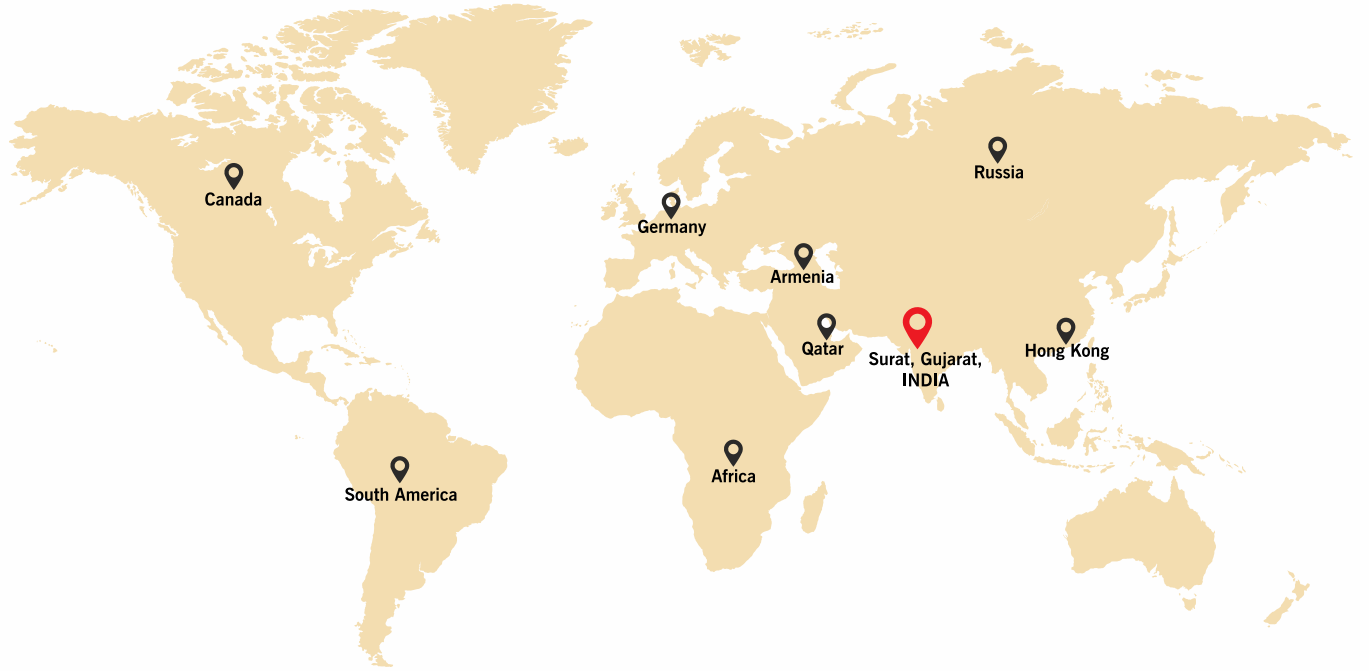 Canada
Russia
Germany
Armenia
Qatar
Surat, Gujarat,
INDIA
Hong Kong
Africa
South America